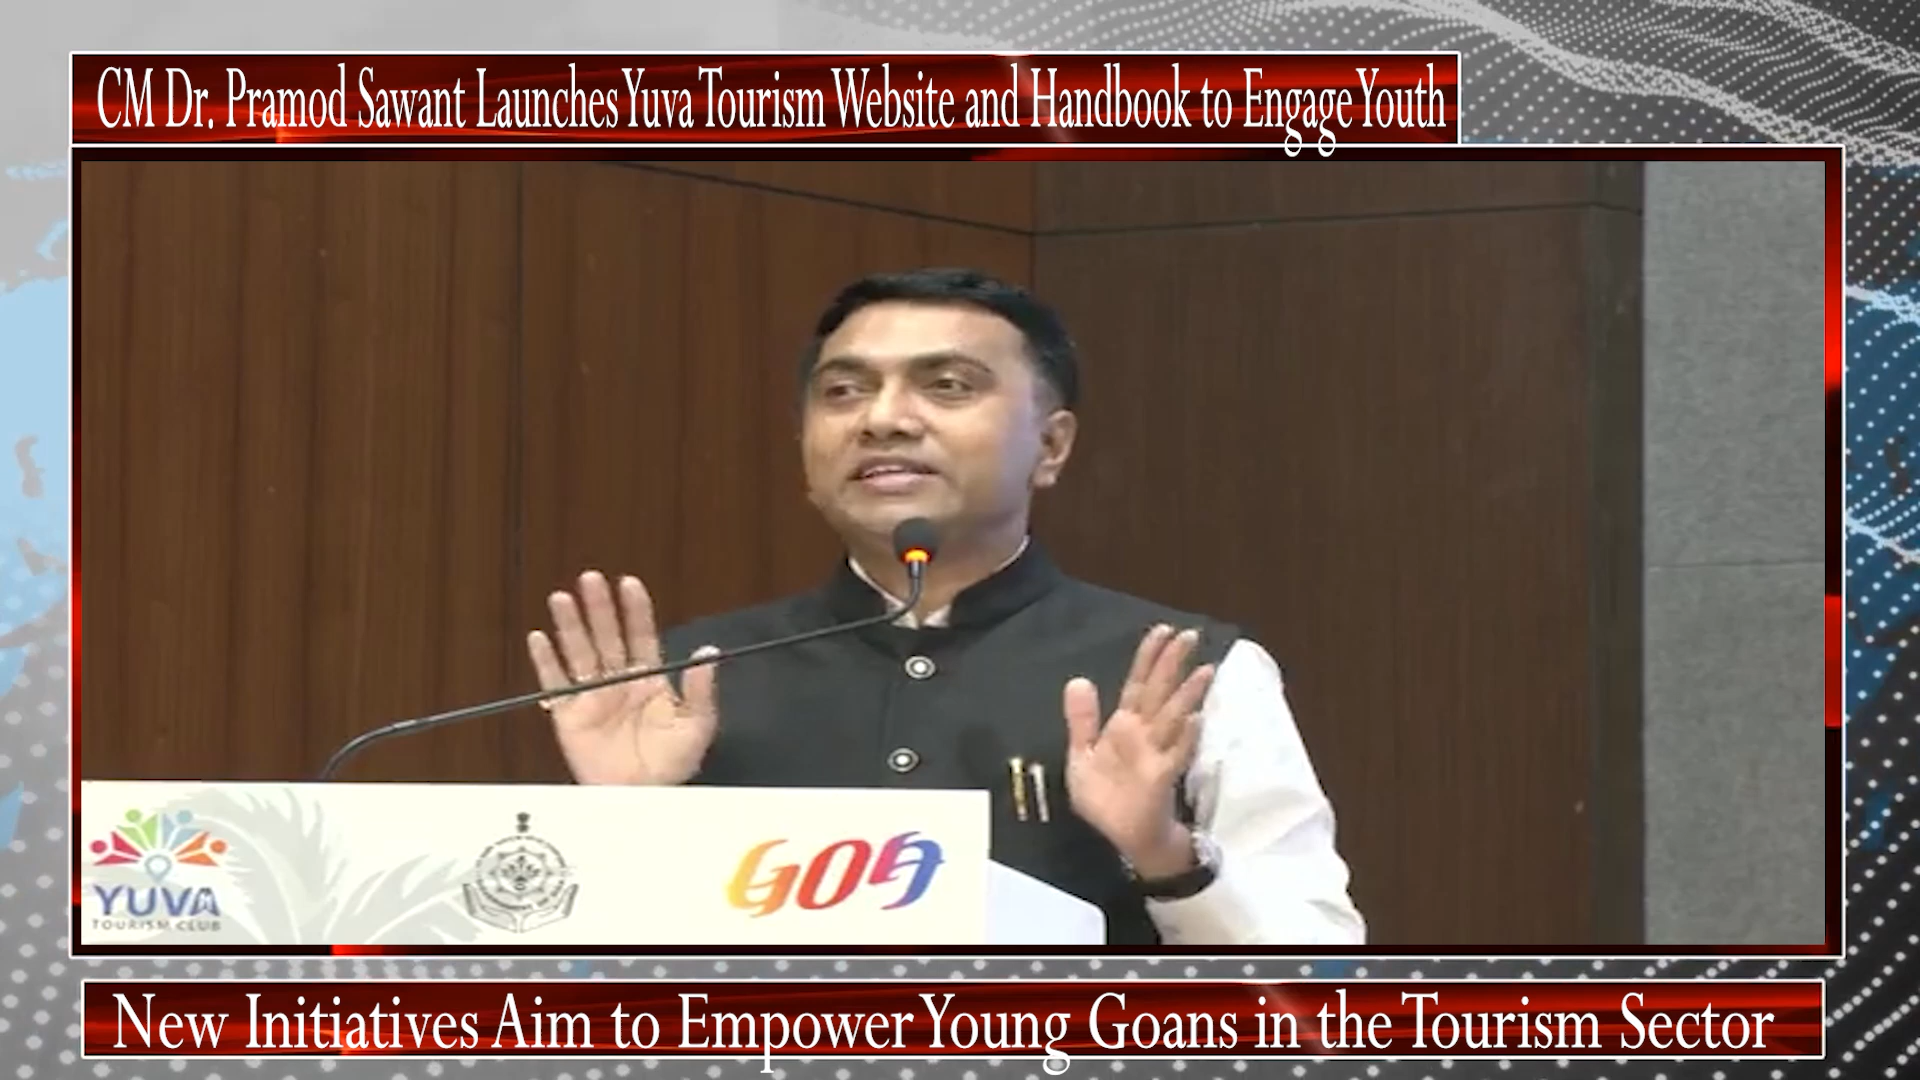 CM Dr. Pramod Sawant Launches Yuva Tourism Website and Handbook to Engage Youth
YUVA
TOURISM CLUB
GOA
New Initiatives Aim to Empower Young Goans in the Tourism Sector